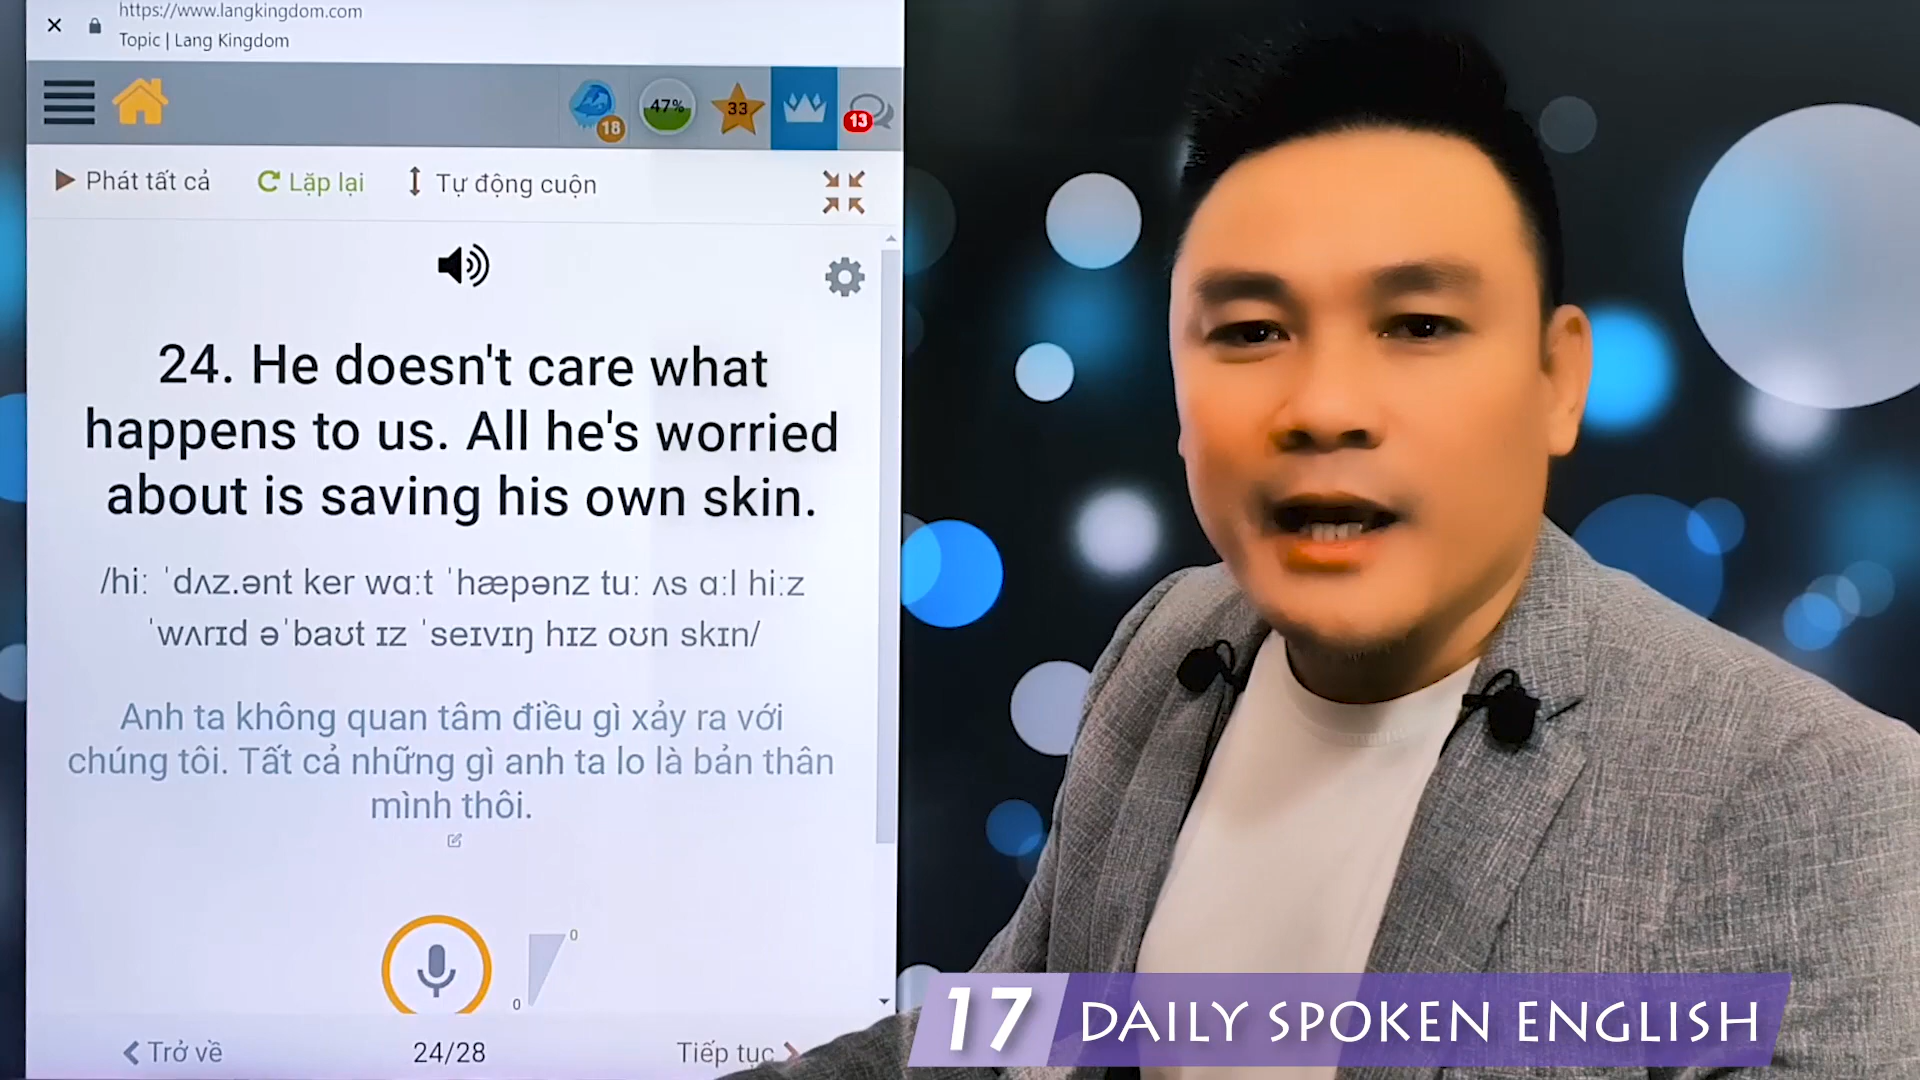 https://www.langkingdom.com
Topic | Lang Kingdom
18
47%
33
13
Phát tất cả
Lặp lại
Tự động cuộn
24. He doesn't care what
happens to us. All he's worried
about is saving his own skin.
/hiː ˈdʌz.ənt ker wɑːt ˈhæpənz tuː ʌs ɑːl hiːz
ˈwʌrɪd əˈbaʊt ɪz ˈseɪvɪŋ hɪz oʊn skɪn/
Anh ta không quan tâm điều gì xảy ra với
chúng tôi. Tất cả những gì anh ta lo là bản thân
mình thôi.
0
0
Trở về
24/28
Tiếp tục
17 DAILY SPOKEN ENGLISH